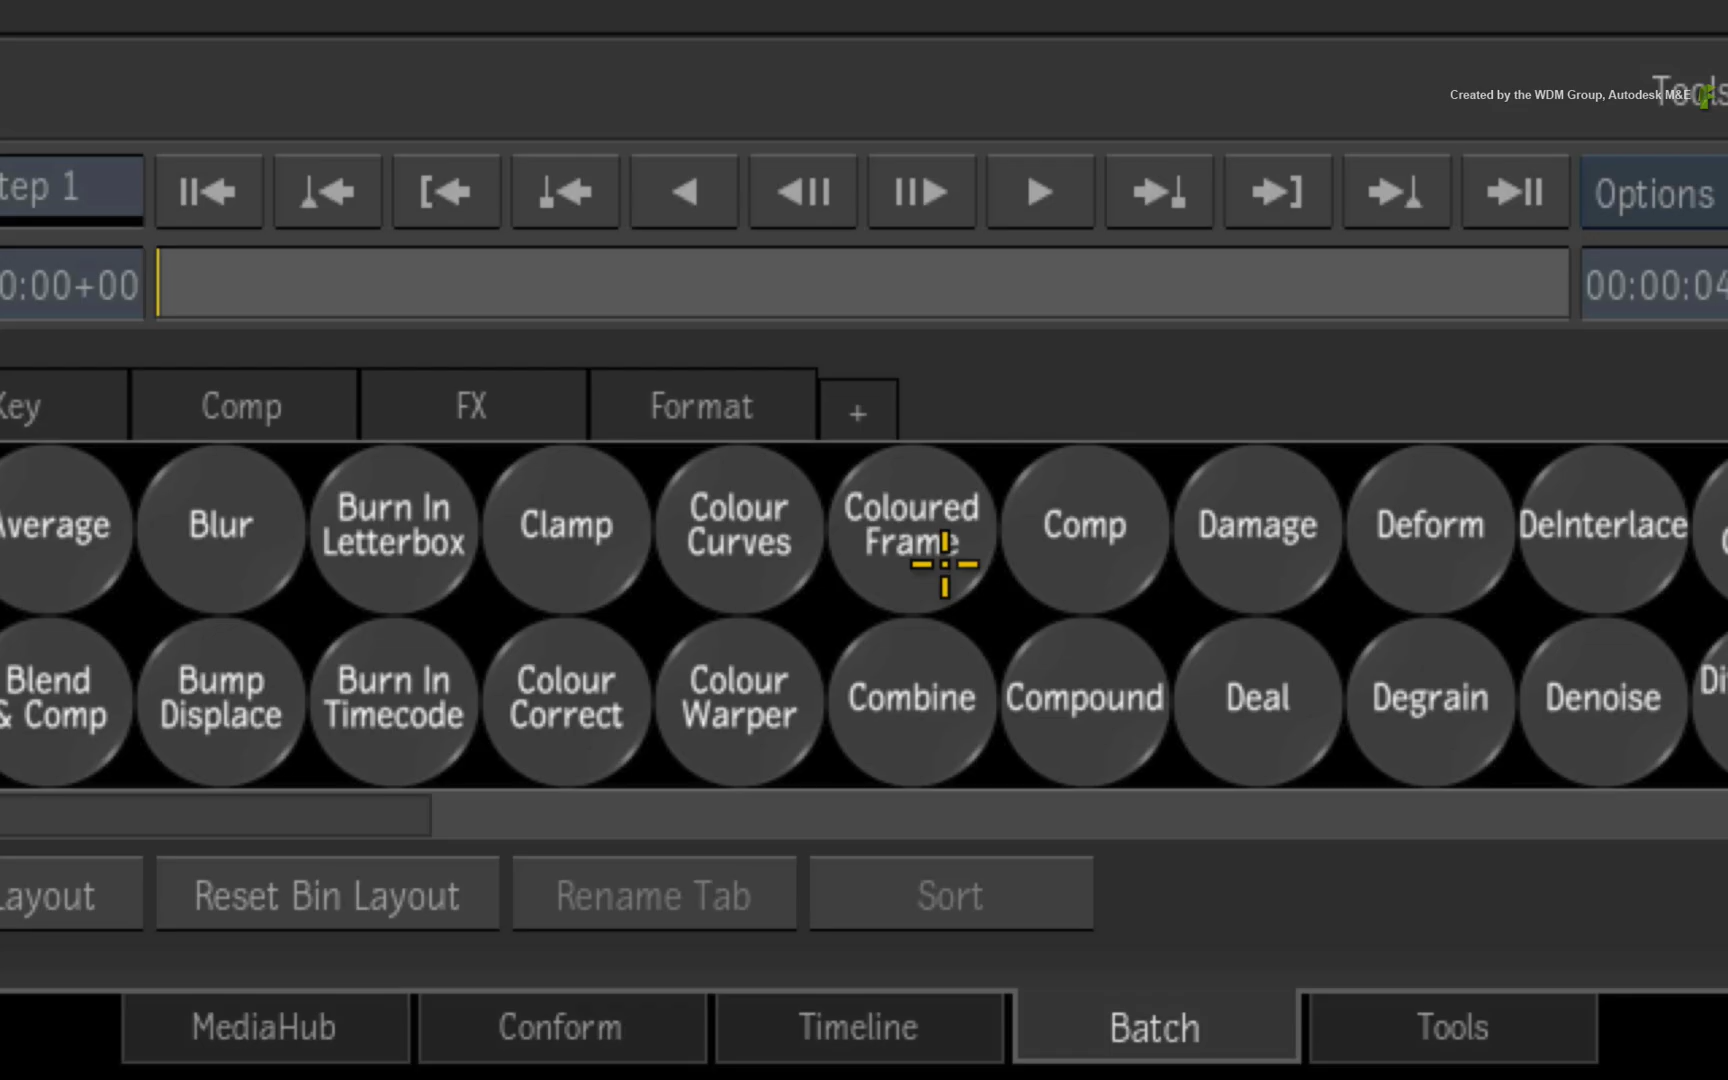 Tools
Created by the WDM Group, Autodesk M&E
tep 1
Options
0:00+00
00:00:04
Key
Comp
FX
Format
+
Average
Blur
Burn In
Letterbox
Clamp
Colour
Curves
Coloured
Frame
Comp
Damage
Deform
DeInterlace
Blend
& Comp
Bump
Displace
Burn In
Timecode
Colour
Correct
Colour
Warper
Combine
Compound
Deal
Degrain
Denoise
Di
Layout
Reset Bin Layout
Rename Tab
Sort
MediaHub
Conform
Timeline
Batch
Tools